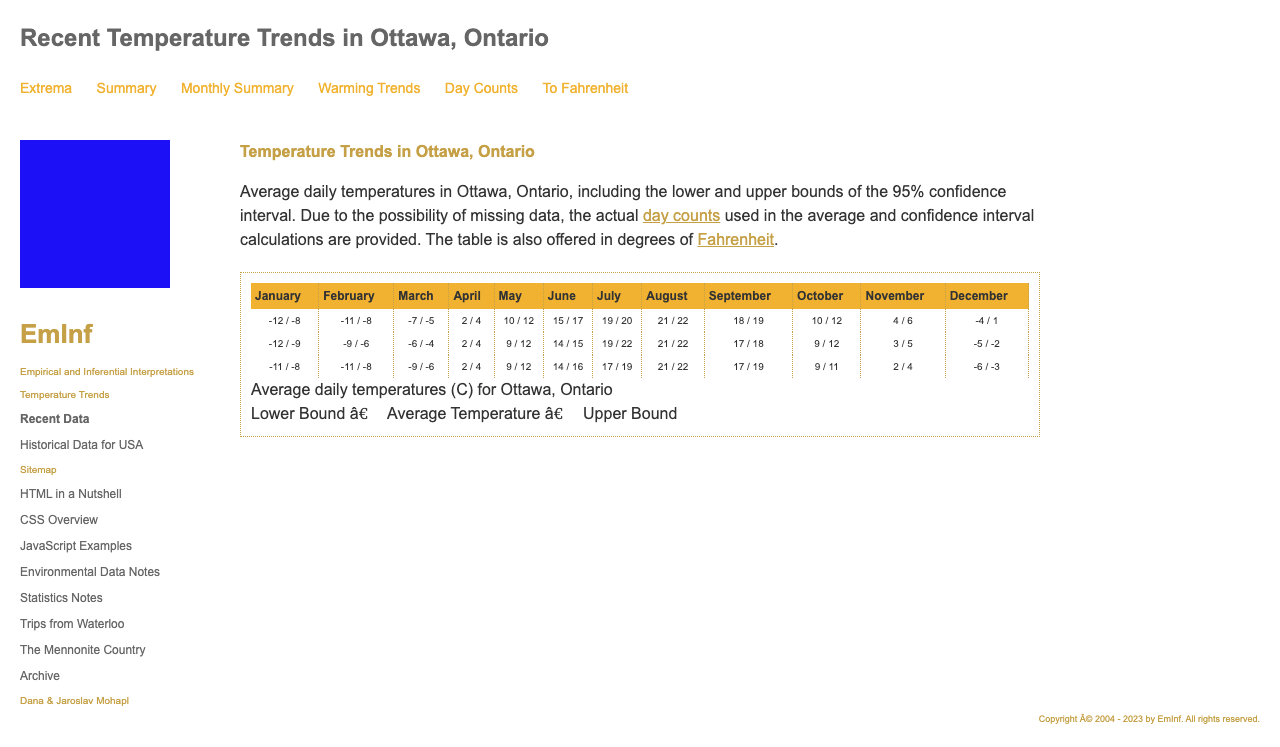 Recent Temperature Trends in Ottawa, Ontario
Extrema Summary Monthly Summary Warming Trends Day Counts To Fahrenheit
EmInf
Empirical and Inferential Interpretations
Temperature Trends
Recent Data
Historical Data for USA
Sitemap
HTML in a Nutshell
CSS Overview
JavaScript Examples
Environmental Data Notes
Statistics Notes
Trips from Waterloo
The Mennonite Country
Archive
Dana & Jaroslav Mohapl
Temperature Trends in Ottawa, Ontario
Average daily temperatures in Ottawa, Ontario, including the lower and upper bounds of the 95% confidence
interval. Due to the possibility of missing data, the actual day counts used in the average and confidence interval
calculations are provided. The table is also offered in degrees of Fahrenheit.
January February March April May June July August September October November December
-12 / -8 -11 / -8 -7 / -5 2 / 4 10 / 12 15 / 17 19 / 20 21 / 22 18 / 19 10 / 12 4 / 6 -4 / 1
-12 / -9 -9 / -6 -6 / -4 2 / 4 9 / 12 14 / 15 19 / 22 21 / 22 17 / 18 9 / 12 3 / 5 -5 / -2
-11 / -8 -11 / -8 -9 / -6 2 / 4 9 / 12 14 / 16 17 / 19 21 / 22 17 / 19 9 / 11 2 / 4 -6 / -3
Average daily temperatures (C) for Ottawa, Ontario
Lower Bound â€ Average Temperature â€ Upper Bound
Copyright Â© 2004 - 2023 by EmInf. All rights reserved.